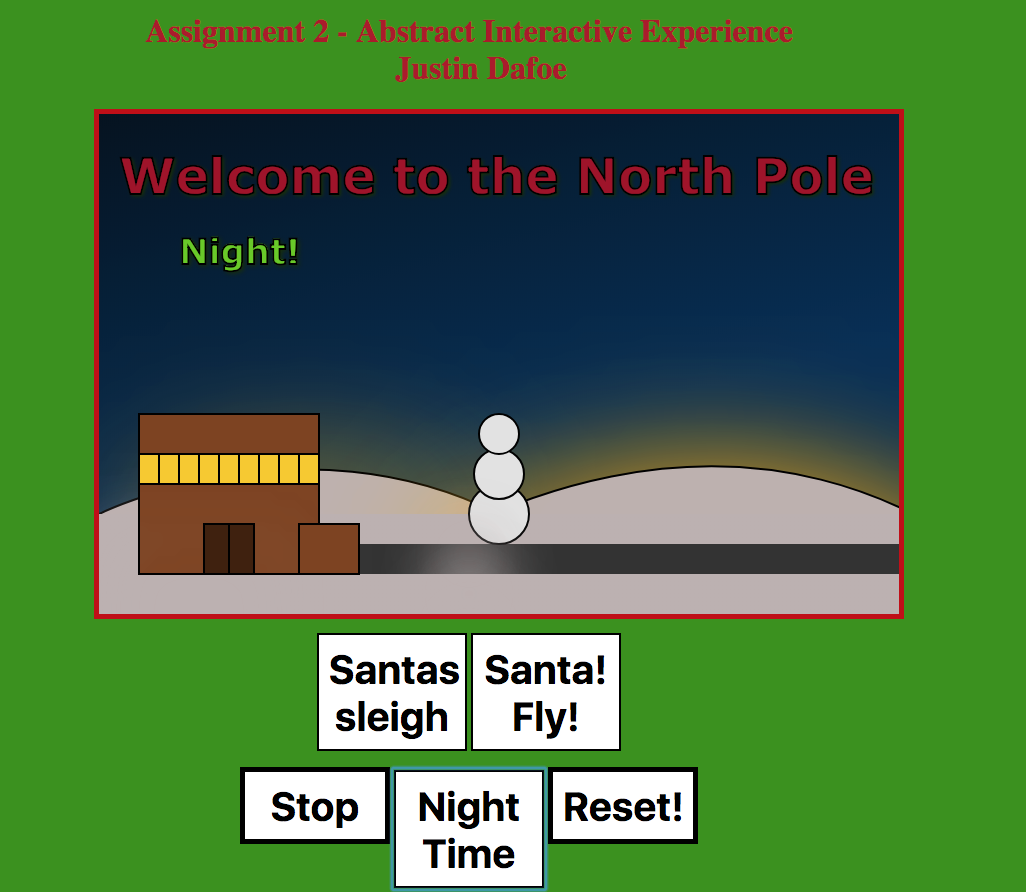 Assignment 2 - Abstract Interactive Experience
Justin Dafoe
Welcome to the North Pole
Night!
Santas
sleigh
Santa!
Fly!
Stop
Night
Time
Reset!